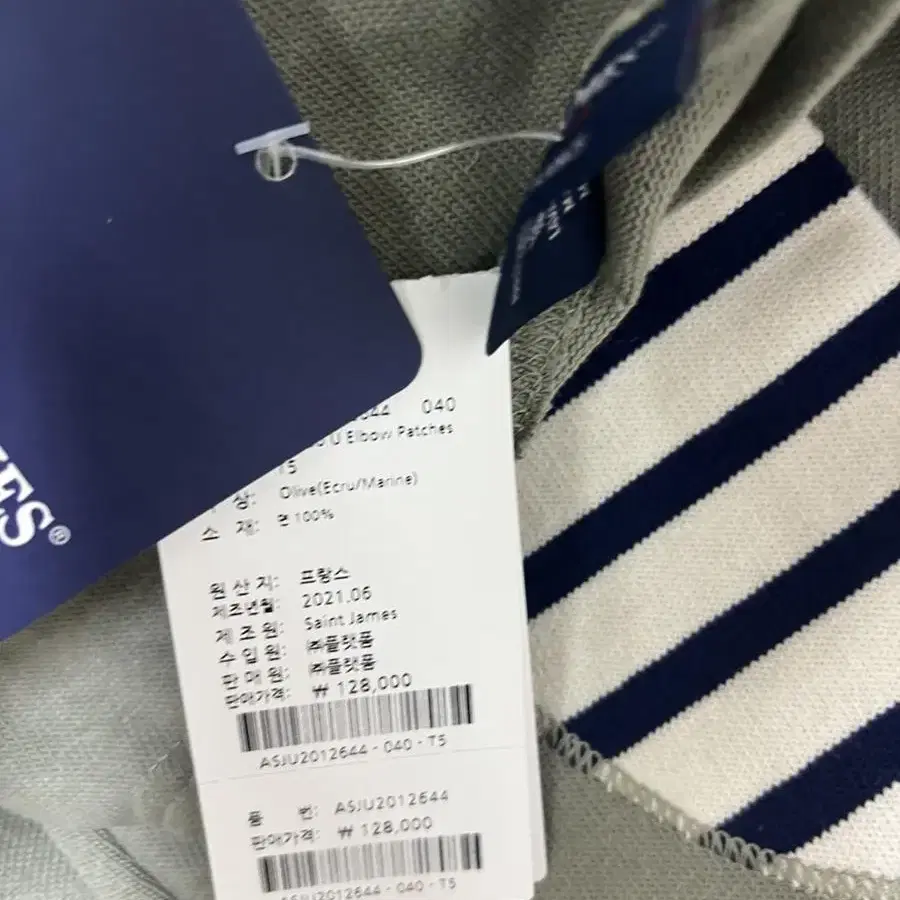 ES®
644 040
U Elbow Patches
T5
상: Olive(Ecru/Marine)
소 재: 면 100%
원 산 지: 프랑스
제조년월: 2021.06
제 조 원: Saint James
수 입 원: ㈜플랫폼
판 매 원: ㈜플랫폼
판매가격: ₩ 128,000
ASJU2012644 - 040 - T5
품 번: ASJU2012644
판매가격: ₩ 128,000
ASJU2012644 - 040 - T5